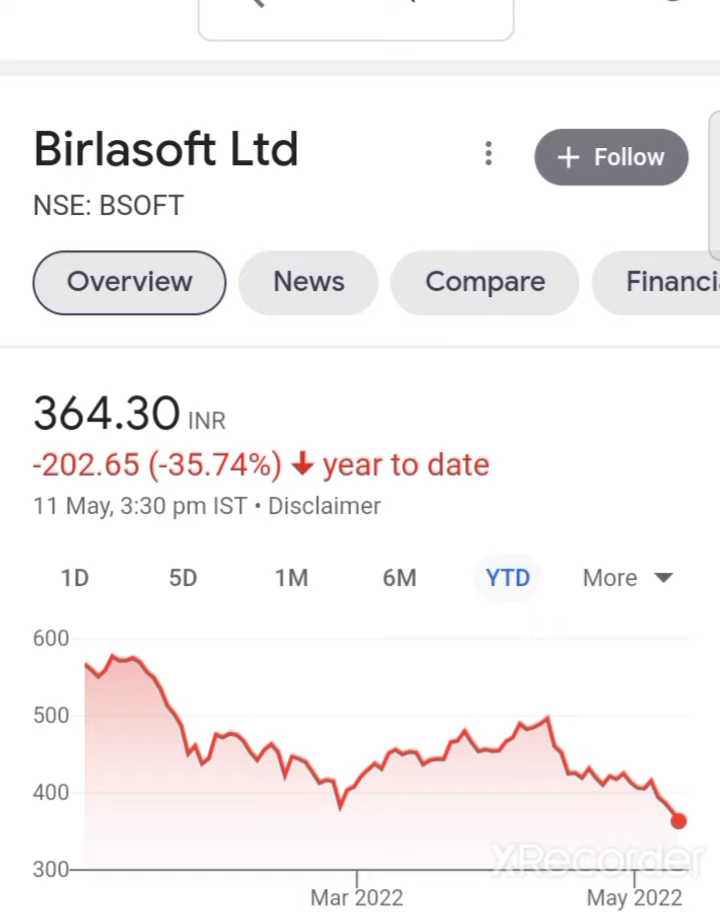 Birlasoft Ltd
+ Follow
NSE: BSOFT
Overview News Compare Financi
364.30 INR
-202.65 (-35.74%) ↓ year to date
11 May, 3:30 pm IST • Disclaimer
1D 5D 1M 6M YTD More
600
500
400
300
XRecorder
Mar 2022 May 2022